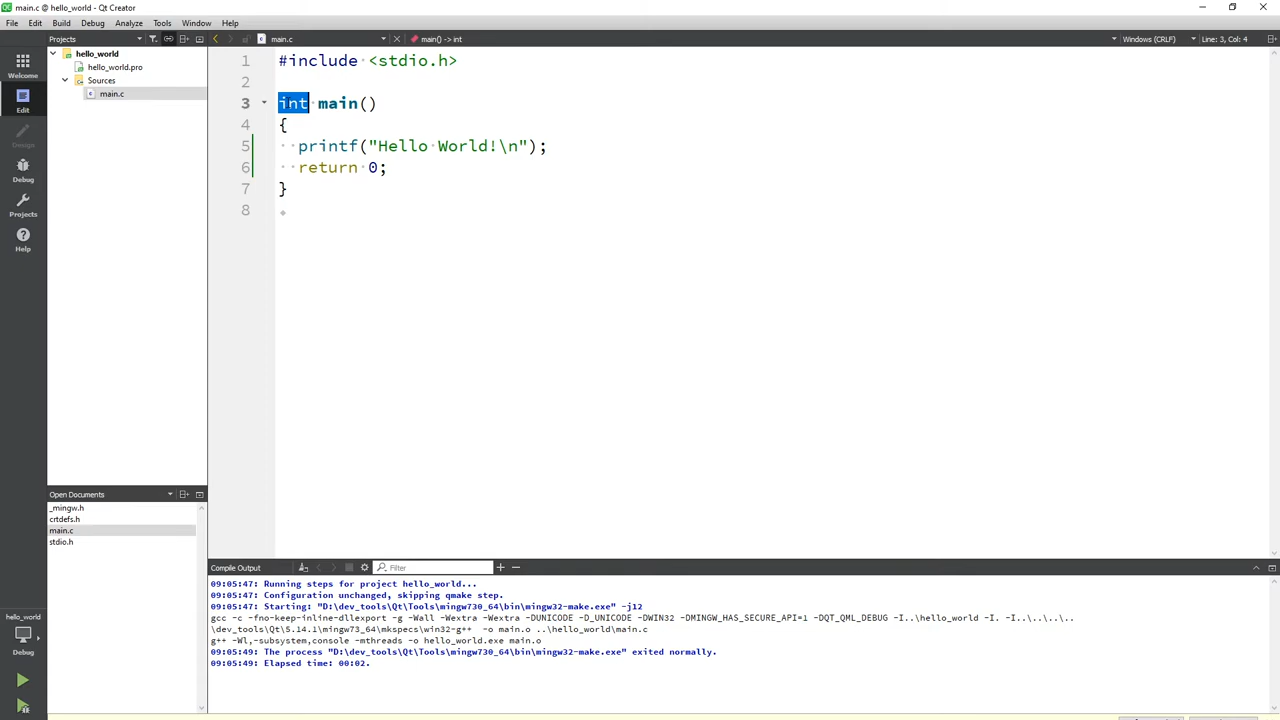 main.c @ hello_world - Qt Creator
File Edit Build Debug Analyze Tools Window Help
Projects
main.c
main() -> int
Windows (CRLF)
Line: 3, Col: 4
Welcome
Edit
Design
Debug
Projects
Help
hello_world
hello_world.pro
Sources
main.c
1 #include <stdio.h>
2
3 int main()
4 {
5 printf("Hello World!\n");
6 return 0;
7 }
8
Open Documents
_mingw.h
crtdefs.h
main.c
stdio.h
hello_world
Debug
Compile Output
Filter
09:05:47: Running steps for project hello_world...
09:05:47: Configuration unchanged, skipping qmake step.
09:05:47: Starting: "D:\dev_tools\Qt\Tools\mingw730_64\bin\mingw32-make.exe" -j12
gcc -c -fno-keep-inline-dllexport -g -Wall -Wextra -Wextra -DUNICODE -D_UNICODE -DWIN32 -DMINGW_HAS_SECURE_API=1 -DQT_QML_DEBUG -I..\hello_world -I. -I..\..\..\..
\dev_tools\Qt\5.14.1\mingw73_64\mkspecs\win32-g++ -o main.o ..\hello_world\main.c
g++ -Wl,-subsystem,console -mthreads -o hello_world.exe main.o
09:05:49: The process "D:\dev_tools\Qt\Tools\mingw730_64\bin\mingw32-make.exe" exited normally.
09:05:49: Elapsed time: 00:02.